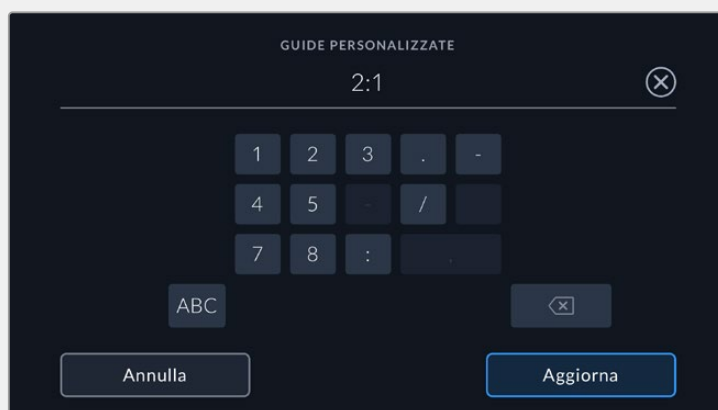 GUIDE PERSONALIZZATE
2:1
1 2 3 . -
4 5 - /
7 8 : .
ABC
Annulla Aggiorna